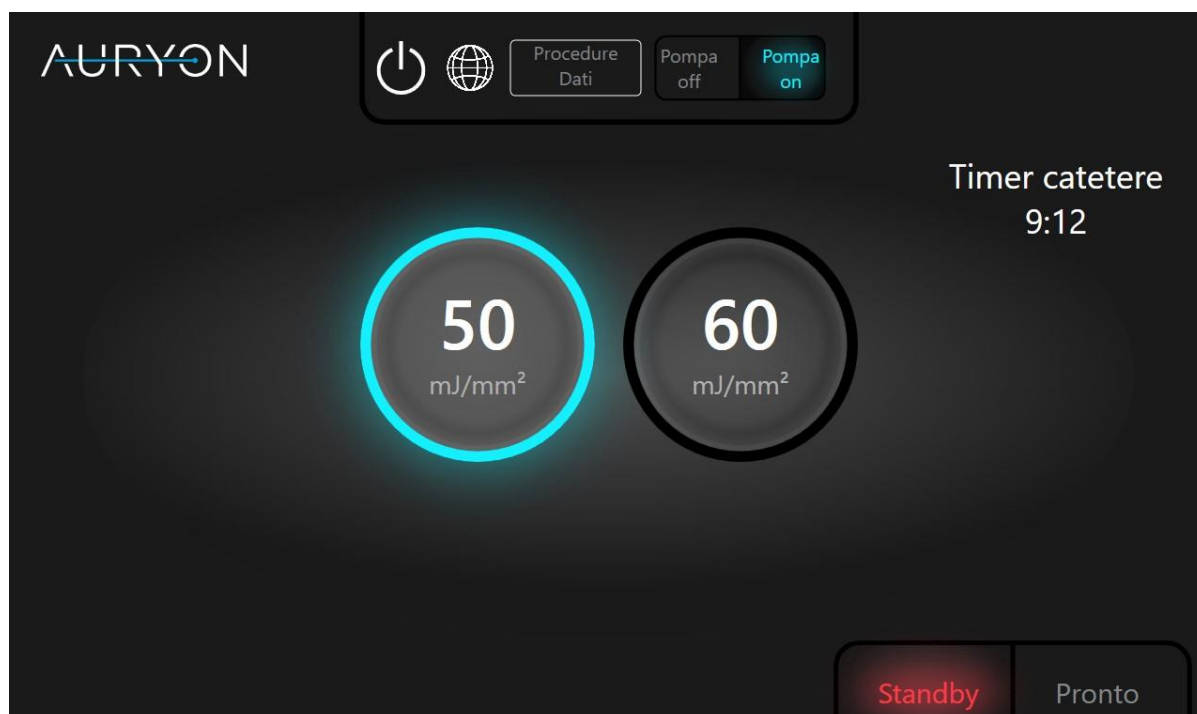 AURYON
Procedure
Dati
Pompa
off
Pompa
on
Timer catetere
9:12
50
mJ/mm²
60
mJ/mm²
Standby
Pronto